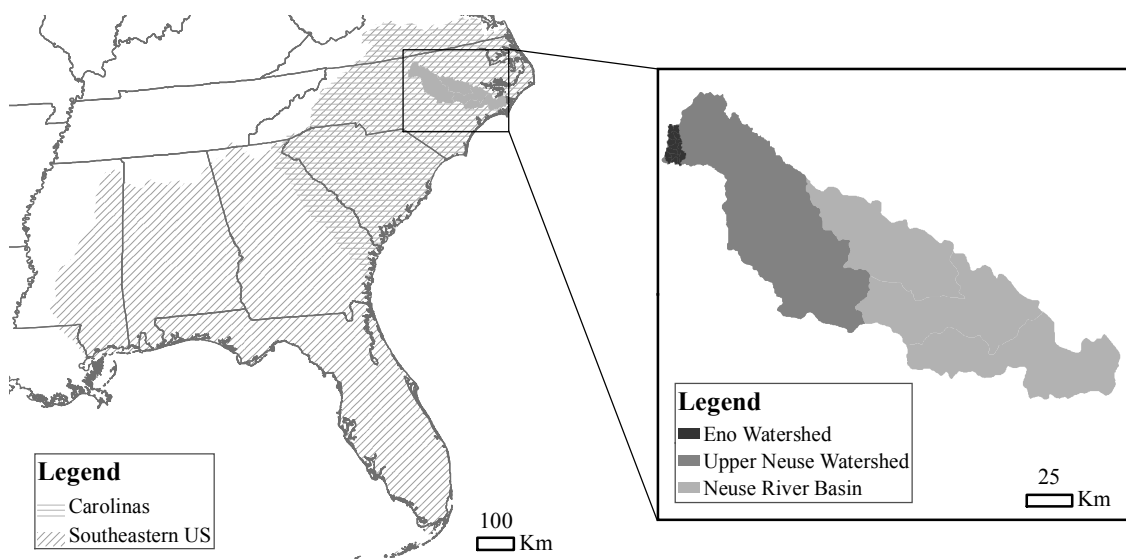 Legend
Carolinas
Southeastern US
100
Km
Legend
Eno Watershed
Upper Neuse Watershed
Neuse River Basin
25
Km